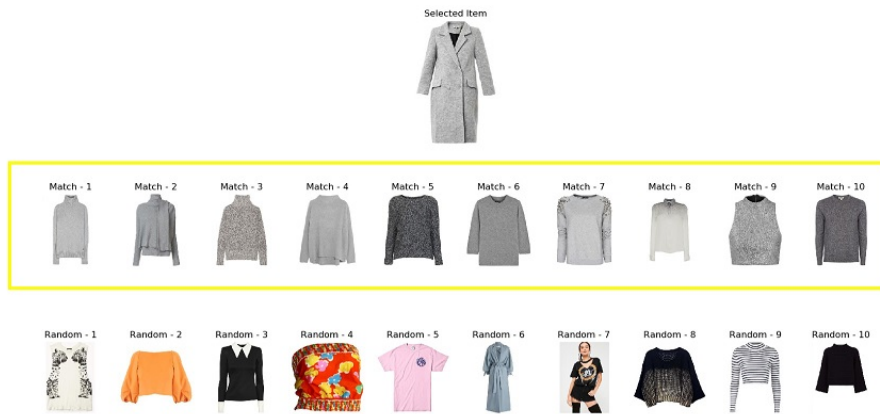 Selected Item
Match - 1 Match - 2 Match - 3 Match - 4 Match - 5 Match - 6 Match - 7 Match - 8 Match - 9 Match - 10
Random - 1 Random - 2 Random - 3 Random - 4 Random - 5 Random - 6 Random - 7 Random - 8 Random - 9 Random - 10